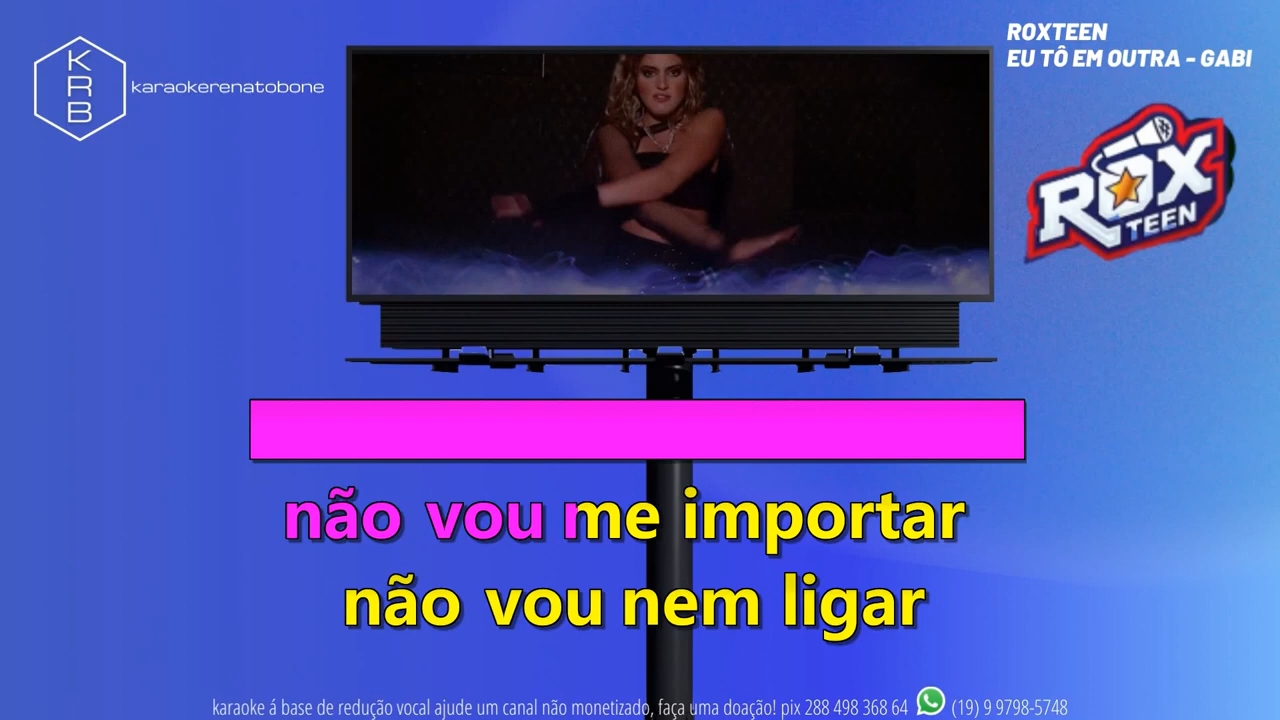 KRB
karaokerenatobone
ROXTEEN
EU TÔ EM OUTRA - GABI
ROX
TEEN
não vou me importar
não vou nem ligar
karaoke á base de redução vocal ajude um canal não monetizado, faça uma doação! pix 288 498 368 64 (19) 9 9798-5748